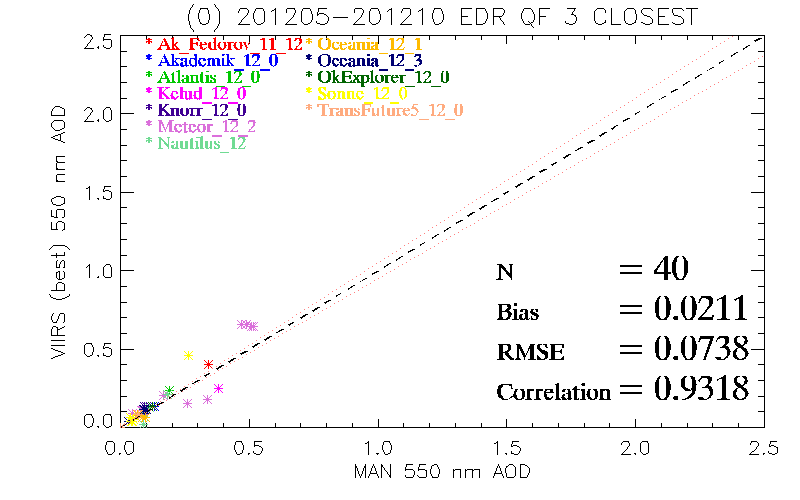 (0) 201205-201210 EDR QF 3 CLOSEST
* Ak_Fedorov_11_12 * Oceania_12_1
* Akademik_12_0 * Oceania_12_3
* Atlantis_12_0 * OkExplorer_12_0
* Kelud_12_0 * Sonne_12_0
* Knorr_12_0 * TransFuture5_12_0
* Meteor_12_2
* Nautilus_12
2.5
2.0
1.5
1.0
0.5
0.0
VIIRS (best) 550 nm AOD
N = 40
Bias = 0.0211
RMSE = 0.0738
Correlation = 0.9318
0.0 0.5 1.0 1.5 2.0 2.5
MAN 550 nm AOD